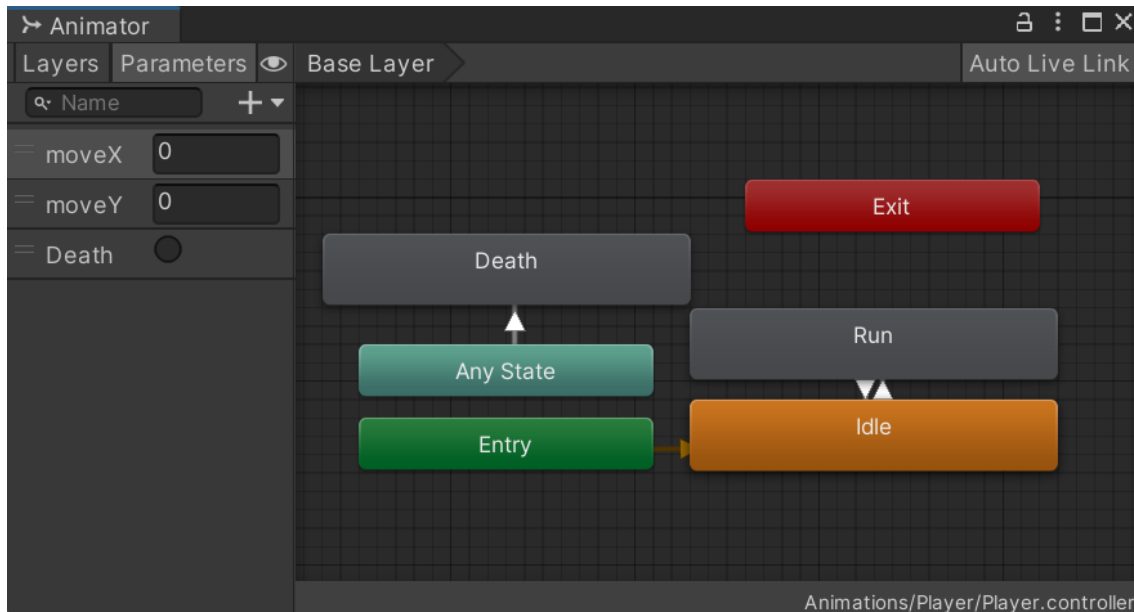 Animator
Layers Parameters Base Layer Auto Live Link
Name
moveX 0
moveY 0
Death
Exit
Death
Run
Any State
Idle
Entry
Animations/Player/Player.controller